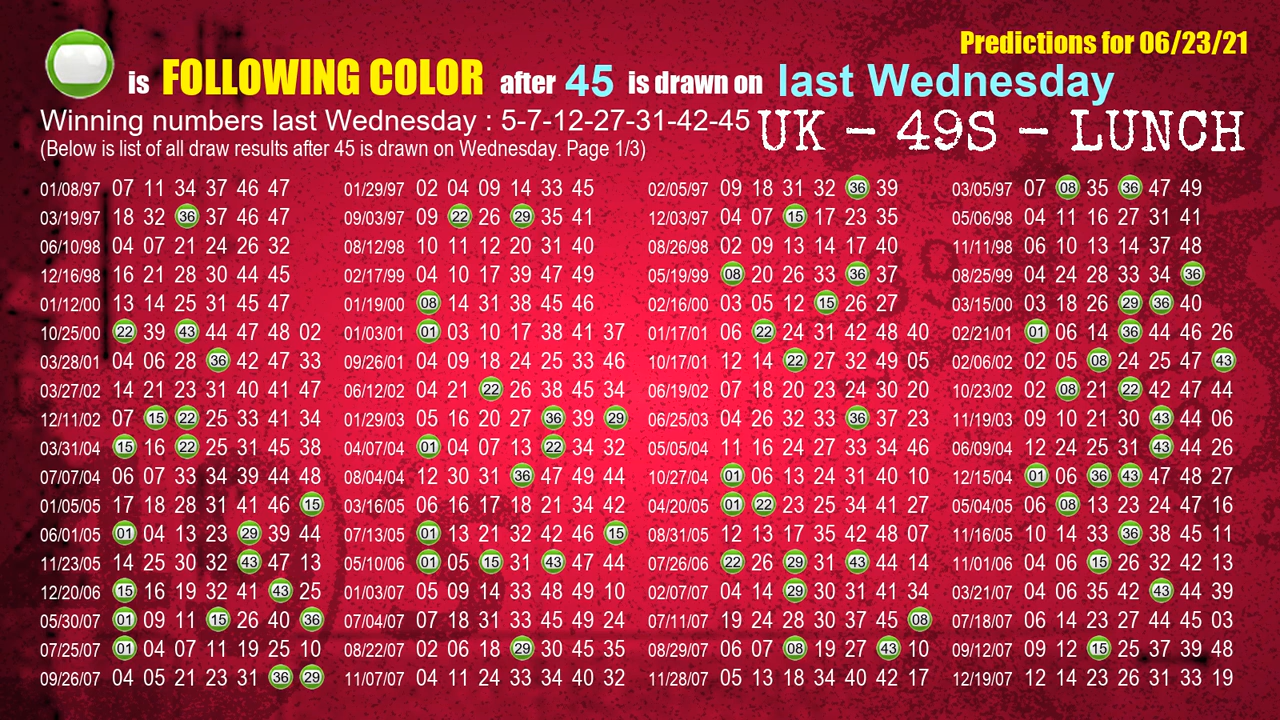 Predictions for 06/23/21
is FOLLOWING COLOR after 45 is drawn on last Wednesday
Winning numbers last Wednesday : 5-7-12-27-31-42-45
UK - 49S - LUNCH
(Below is list of all draw results after 45 is drawn on Wednesday. Page 1/3)
01/08/97 07 11 34 37 46 47 01/29/97 02 04 09 14 33 45 02/05/97 09 18 31 32 36 39 03/05/97 07 08 35 36 47 49
03/19/97 18 32 36 37 46 47 09/03/97 09 22 26 29 35 41 12/03/97 04 07 15 17 23 35 05/06/98 04 11 16 27 31 41
06/10/98 04 07 21 24 26 32 08/12/98 10 11 12 20 31 40 08/26/98 02 09 13 14 17 40 11/11/98 06 10 13 14 37 48
12/16/98 16 21 28 30 44 45 02/17/99 04 10 17 39 47 49 05/19/99 08 20 26 33 36 37 08/25/99 04 24 28 33 34 36
01/12/00 13 14 25 31 45 47 01/19/00 08 14 31 38 45 46 02/16/00 03 05 12 15 26 27 03/15/00 03 18 26 29 36 40
10/25/00 22 39 43 44 47 48 02 01/03/01 01 03 10 17 38 41 37 01/17/01 06 22 24 31 42 48 40 02/21/01 01 06 14 36 44 46 26
03/28/01 04 06 28 36 42 47 33 09/26/01 04 09 18 24 25 33 46 10/17/01 12 14 22 27 32 49 05 02/06/02 02 05 08 24 25 47 43
03/27/02 14 21 23 31 40 41 47 06/12/02 04 21 22 26 38 45 34 06/19/02 07 18 20 23 24 30 20 10/23/02 02 08 21 22 42 47 44
12/11/02 07 15 22 25 33 41 34 01/29/03 05 16 20 27 36 39 29 06/25/03 04 26 32 33 36 37 23 11/19/03 09 10 21 30 43 44 06
03/31/04 15 16 22 25 31 45 38 04/07/04 01 04 07 13 22 34 32 05/05/04 11 16 24 27 33 34 46 06/09/04 12 24 25 31 43 44 26
07/07/04 06 07 33 34 39 44 48 08/04/04 12 30 31 36 47 49 44 10/27/04 01 06 13 24 31 40 10 12/15/04 01 06 36 43 47 48 27
01/05/05 17 18 28 31 41 46 15 03/16/05 06 16 17 18 21 34 42 04/20/05 01 22 23 25 34 41 27 05/04/05 06 08 13 23 24 47 16
06/01/05 01 04 13 23 29 39 44 07/13/05 01 13 21 32 42 46 15 08/31/05 12 13 17 35 42 48 07 11/16/05 10 14 33 36 38 45 11
11/23/05 14 25 30 32 43 47 13 05/10/06 01 05 15 31 43 47 44 07/26/06 22 26 29 31 43 44 14 11/01/06 04 06 15 26 32 42 13
12/20/06 15 16 19 32 41 43 25 01/03/07 05 09 14 33 48 49 10 02/07/07 04 14 29 30 31 41 34 03/21/07 04 06 35 42 43 44 39
05/30/07 01 09 11 15 26 40 36 07/04/07 07 18 31 33 45 49 24 07/11/07 19 24 28 30 37 45 08 07/18/07 06 14 23 27 44 45 03
07/25/07 01 04 07 11 19 25 10 08/22/07 02 06 18 29 30 45 35 08/29/07 06 07 08 19 27 43 10 09/12/07 09 12 15 25 37 39 48
09/26/07 04 05 21 23 31 36 29 11/07/07 04 11 24 33 34 40 32 11/28/07 05 13 18 34 40 42 17 12/19/07 12 14 23 26 31 33 19